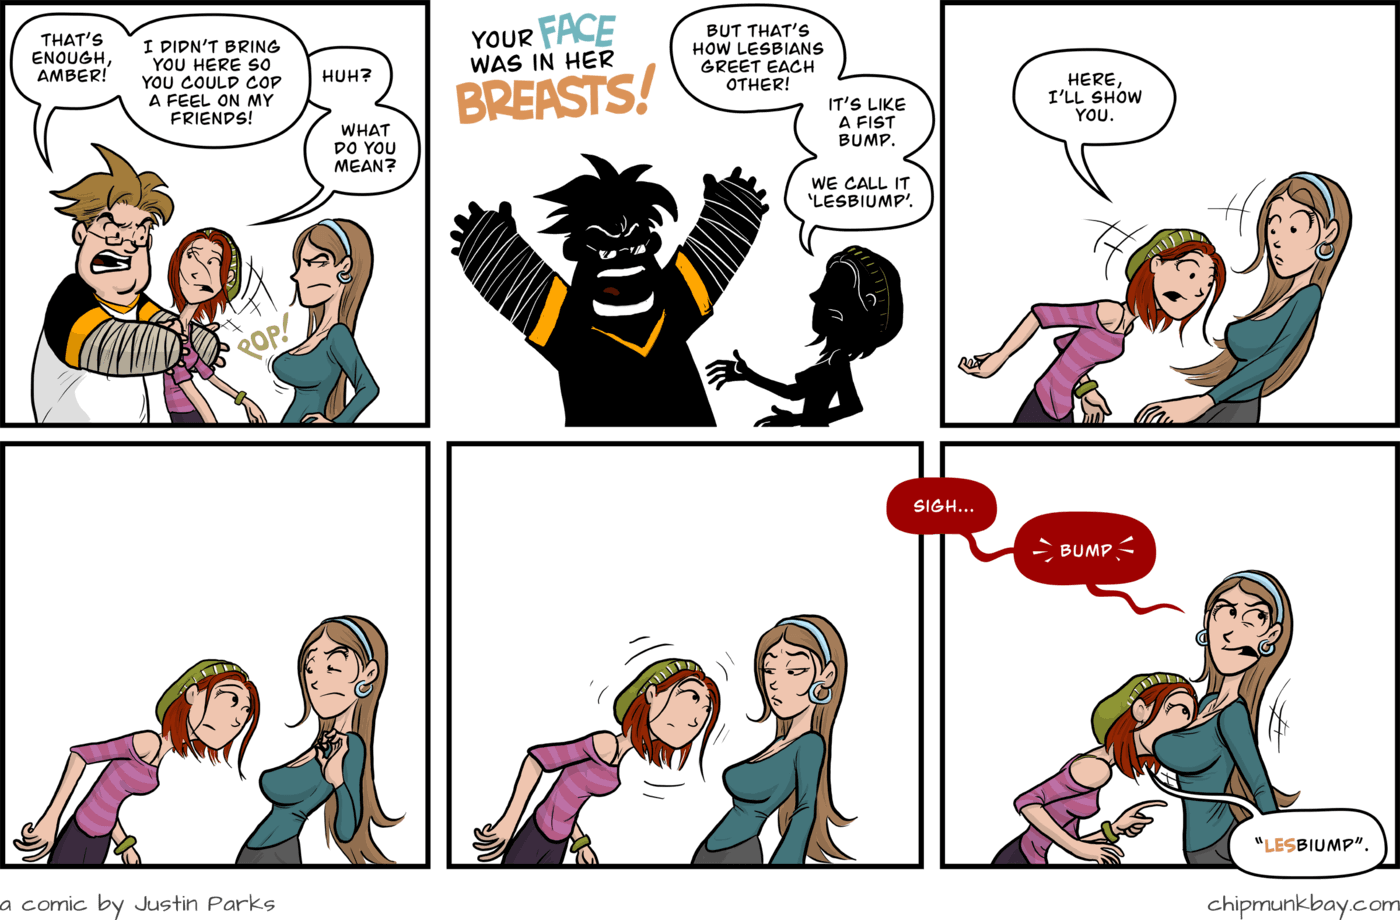 THAT'S
ENOUGH,
AMBER!
I DIDN'T BRING
YOU HERE SO
YOU COULD COP
A FEEL ON MY
FRIENDS!
HUH?
WHAT
DO YOU
MEAN?
POP!
YOUR FACE
WAS IN HER
BREASTS!
BUT THAT'S
HOW LESBIANS
GREET EACH
OTHER!
IT'S LIKE
A FIST
BUMP.
WE CALL IT
'LESBIUMP'.
HERE,
I'LL SHOW
YOU.
SIGH...
BUMP
"LESBIUMP".
a comic by Justin Parks
chipmunkbay.com